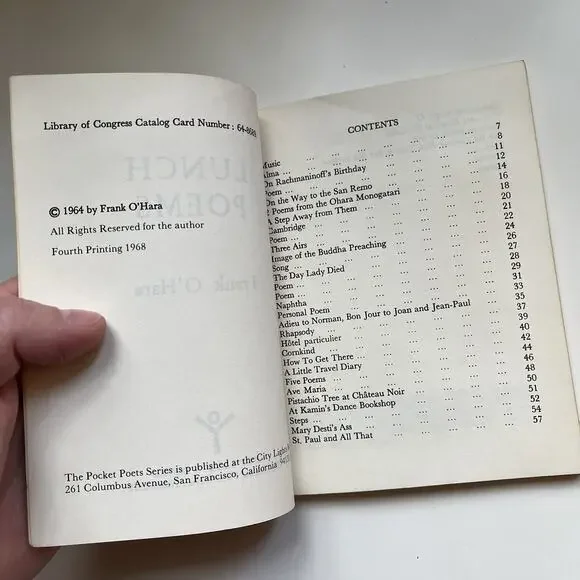 Library of Congress Catalog Card Number : 64-8689
© 1964 by Frank O'Hara
All Rights Reserved for the author
Fourth Printing 1968
The Pocket Poets Series is published at the City Lights
261 Columbus Avenue, San Francisco, California
CONTENTS
Music ... ... ... ... 7
Alma ... ... ... ... 8
On Rachmaninoff's Birthday ... ... 11
Poem ... ... ... ... 12
On the Way to the San Remo ... ... 14
2 Poems from the Ohara Monogatari ... 16
A Step Away from Them ... ... 18
Cambridge ... ... ... ... 20
Poem ... ... ... ... 21
Three Airs ... ... ... ... 22
Image of the Buddha Preaching ... ... 24
Song ... ... ... ... 26
The Day Lady Died ... ... ... 27
Poem ... ... ... ... 28
Poem ... ... ... ... 29
Naphtha ... ... ... ... 31
Personal Poem ... ... ... 33
Adieu to Norman, Bon Jour to Joan and Jean-Paul 35
Rhapsody ... ... ... ... 37
Hôtel particulier ... ... ... 39
Cornkind ... ... ... ... 40
How To Get There ... ... ... 42
A Little Travel Diary ... ... ... 44
Five Poems ... ... ... ... 46
Ave Maria ... ... ... ... 48
Pistachio Tree at Château Noir ... ... 50
At Kamin's Dance Bookshop ... ... 51
Steps ... ... ... ... 52
Mary Desti's Ass ... ... ... 54
St. Paul and All That ... ... ... 57